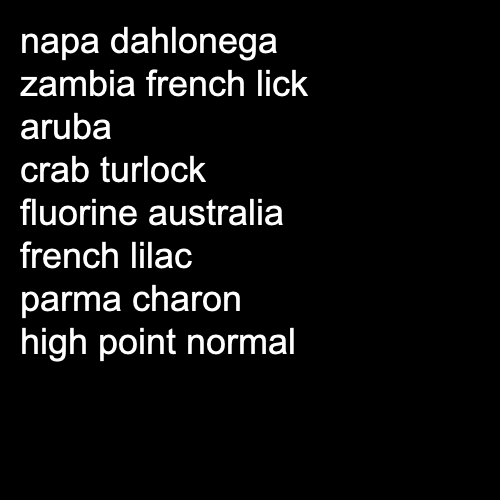 napa dahlonega
zambia french lick
aruba
crab turlock
fluorine australia
french lilac
parma charon
high point normal